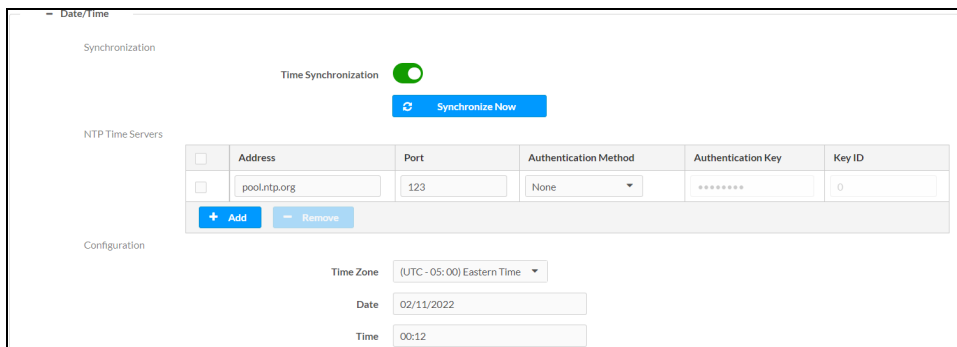 − Date/Time
Synchronization
Time Synchronization
Synchronize Now
NTP Time Servers
Address Port Authentication Method Authentication Key Key ID
pool.ntp.org 123 None •••••••• 0
+ Add − Remove
Configuration
Time Zone (UTC - 05: 00) Eastern Time
Date 02/11/2022
Time 00:12